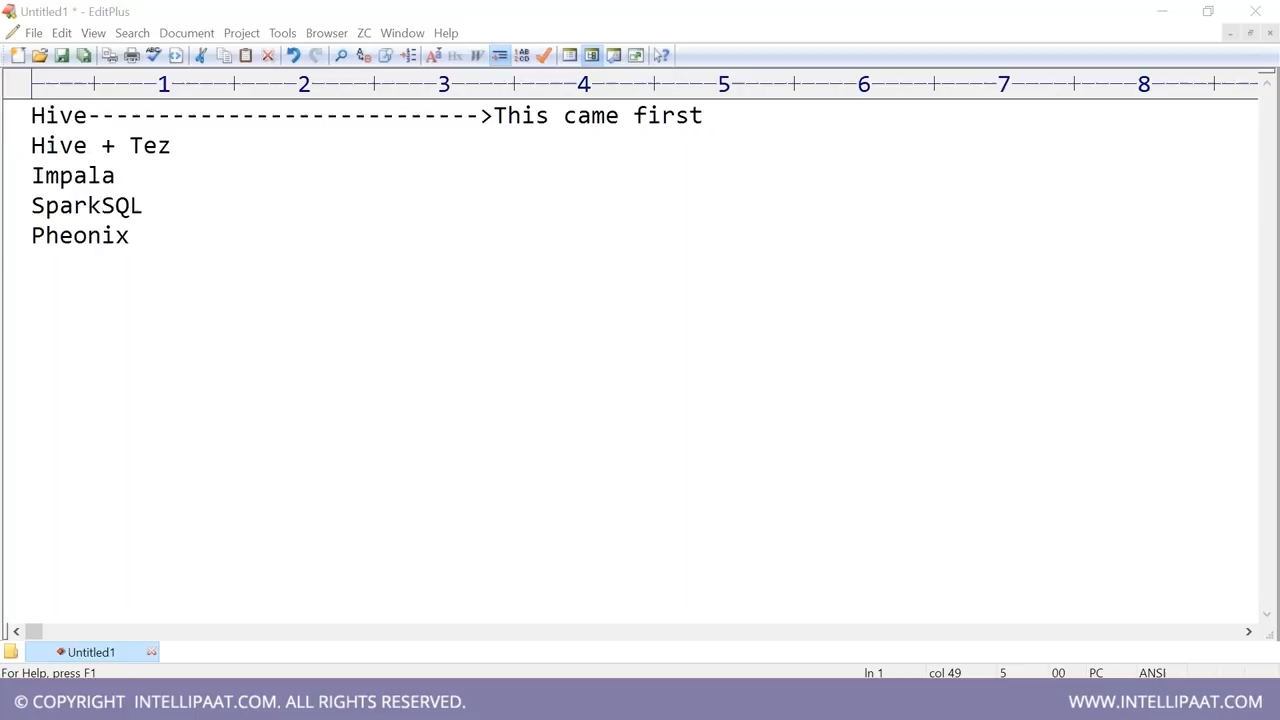 Untitled1 * - EditPlus
File Edit View Search Document Project Tools Browser ZC Window Help
1 2 3 4 5 6 7 8
Hive---------------------------->This came first
Hive + Tez
Impala
SparkSQL
Pheonix
Untitled1
For Help, press F1 ln 1 col 49 5 00 PC ANSI
© COPYRIGHT INTELLIPAAT.COM. ALL RIGHTS RESERVED. WWW.INTELLIPAAT.COM